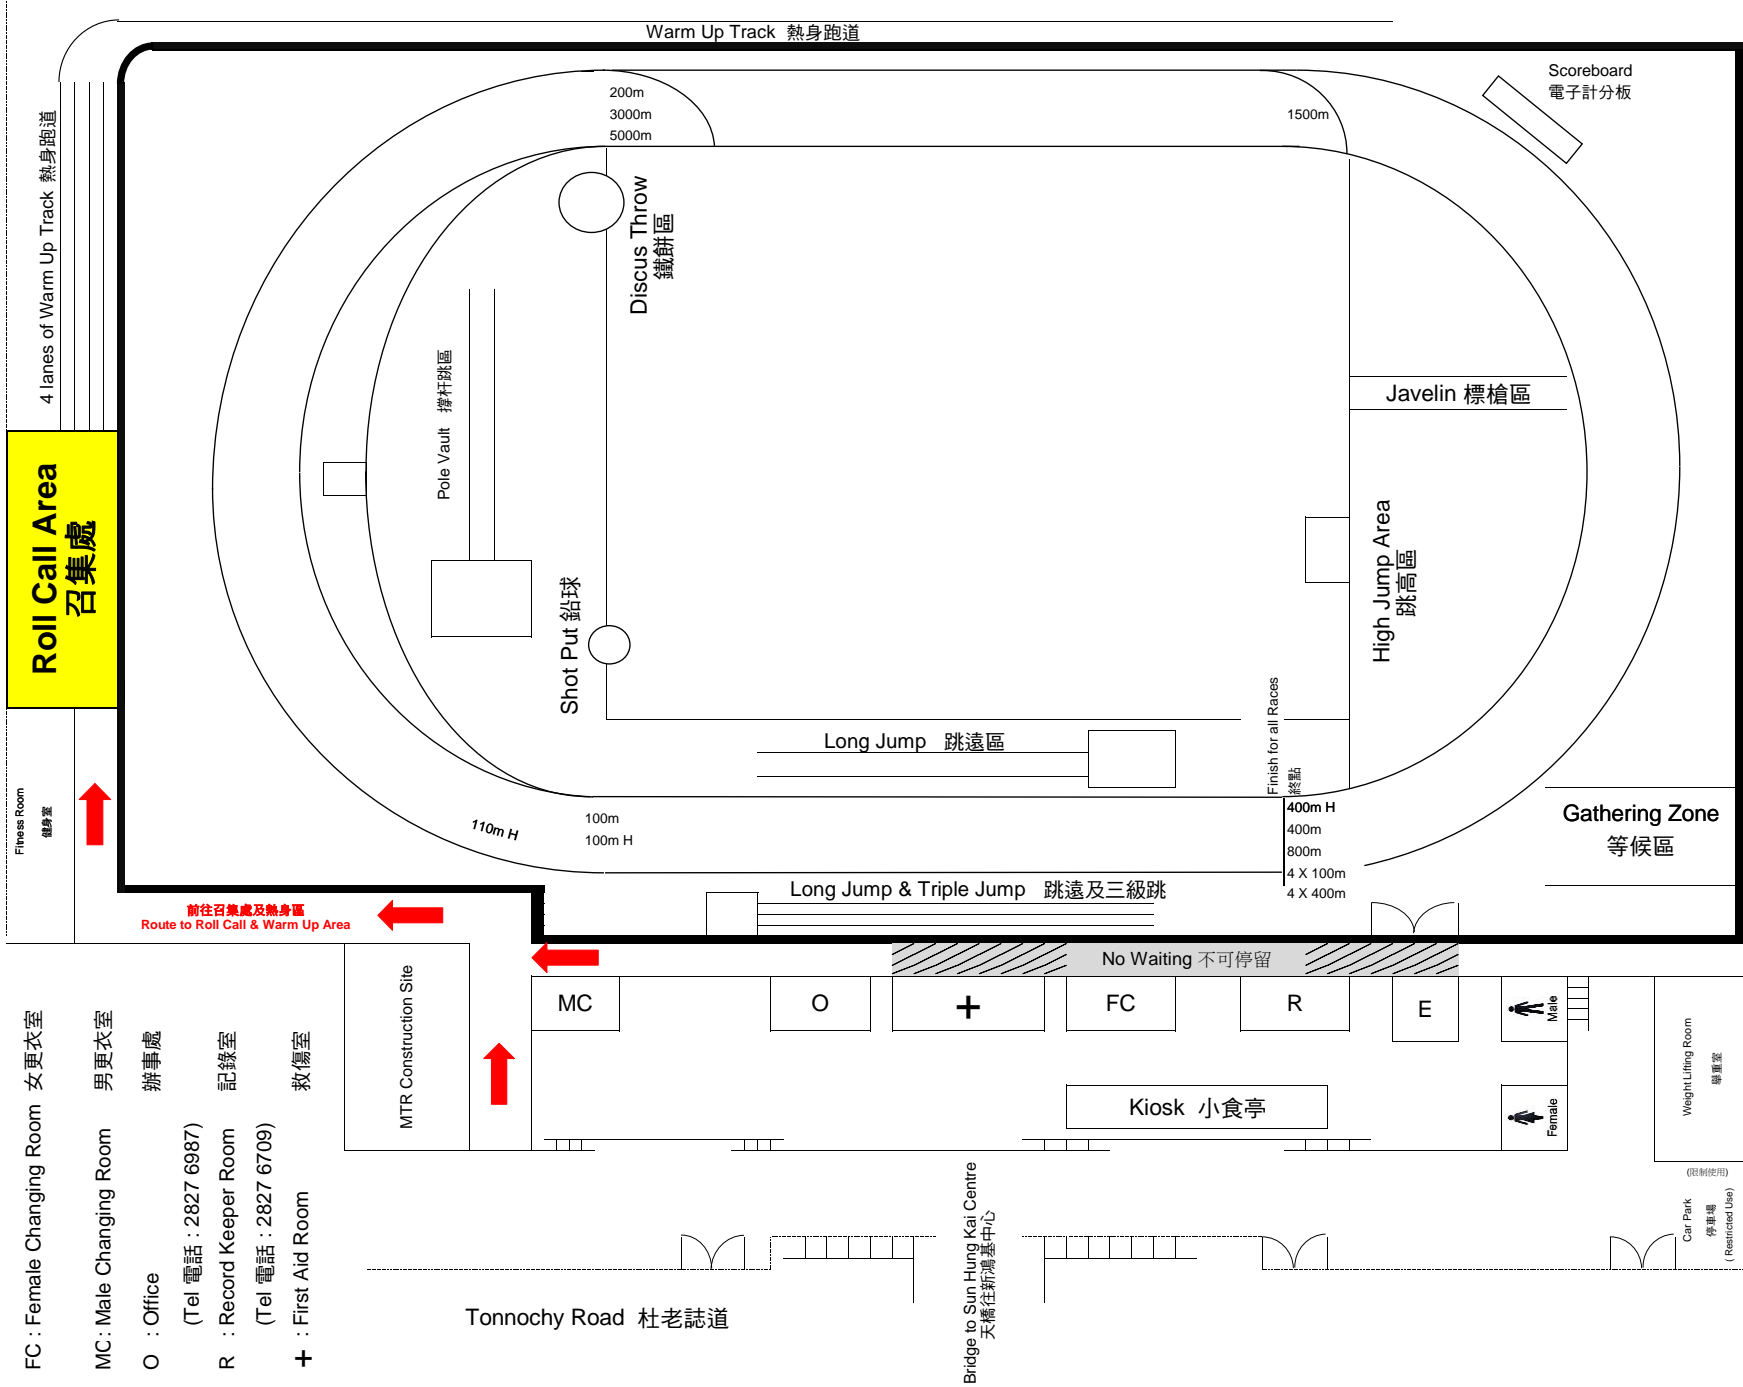 Warm Up Track 熱身跑道
Scoreboard
電子計分板
200m
3000m
5000m
1500m
4 lanes of Warm Up Track 熱身跑道
Discus Throw
鐵餅區
Pole Vault 撐杆跳區
Javelin 標槍區
Roll Call Area
召集處
High Jump Area
跳高區
Shot Put 鉛球
Long Jump 跳遠區
Finish for all Races
終點
Fitness Room
健身室
110m H
100m
100m H
400m H
400m
800m
4 X 100m
4 X 400m
Gathering Zone
等候區
Long Jump & Triple Jump 跳遠及三級跳
前往召集處及熱身區
Route to Roll Call & Warm Up Area
No Waiting 不可停留
MTR Construction Site
MC
O
+
FC
R
E
Male
Female
Weight Lifting Room
舉重室
Kiosk 小食亭
(限制使用)
Car Park
停車場
( Restricted Use)
Bridge to Sun Hung Kai Centre
天橋往新鴻基中心
Tonnochy Road 杜老誌道
FC : Female Changing Room 女更衣室
MC : Male Changing Room 男更衣室
O : Office 辦事處
(Tel 電話 : 2827 6987)
R : Record Keeper Room 記錄室
(Tel 電話 : 2827 6709)
+ : First Aid Room 救傷室